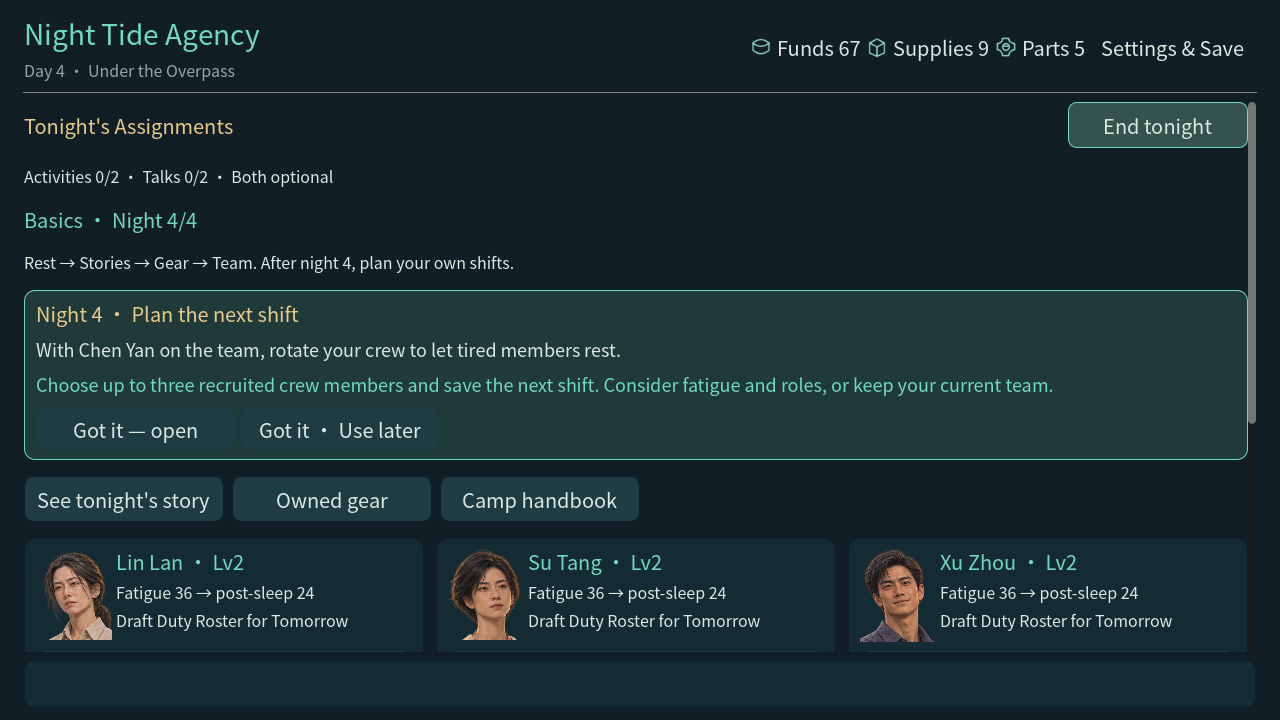 Night Tide Agency
Day 4 • Under the Overpass
Funds 67 Supplies 9 Parts 5 Settings & Save
Tonight's Assignments
End tonight
Activities 0/2 • Talks 0/2 • Both optional
Basics • Night 4/4
Rest → Stories → Gear → Team. After night 4, plan your own shifts.
Night 4 • Plan the next shift
With Chen Yan on the team, rotate your crew to let tired members rest.
Choose up to three recruited crew members and save the next shift. Consider fatigue and roles, or keep your current team.
Got it — open
Got it • Use later
See tonight's story
Owned gear
Camp handbook
Lin Lan • Lv2
Fatigue 36 → post-sleep 24
Draft Duty Roster for Tomorrow
Su Tang • Lv2
Fatigue 36 → post-sleep 24
Draft Duty Roster for Tomorrow
Xu Zhou • Lv2
Fatigue 36 → post-sleep 24
Draft Duty Roster for Tomorrow